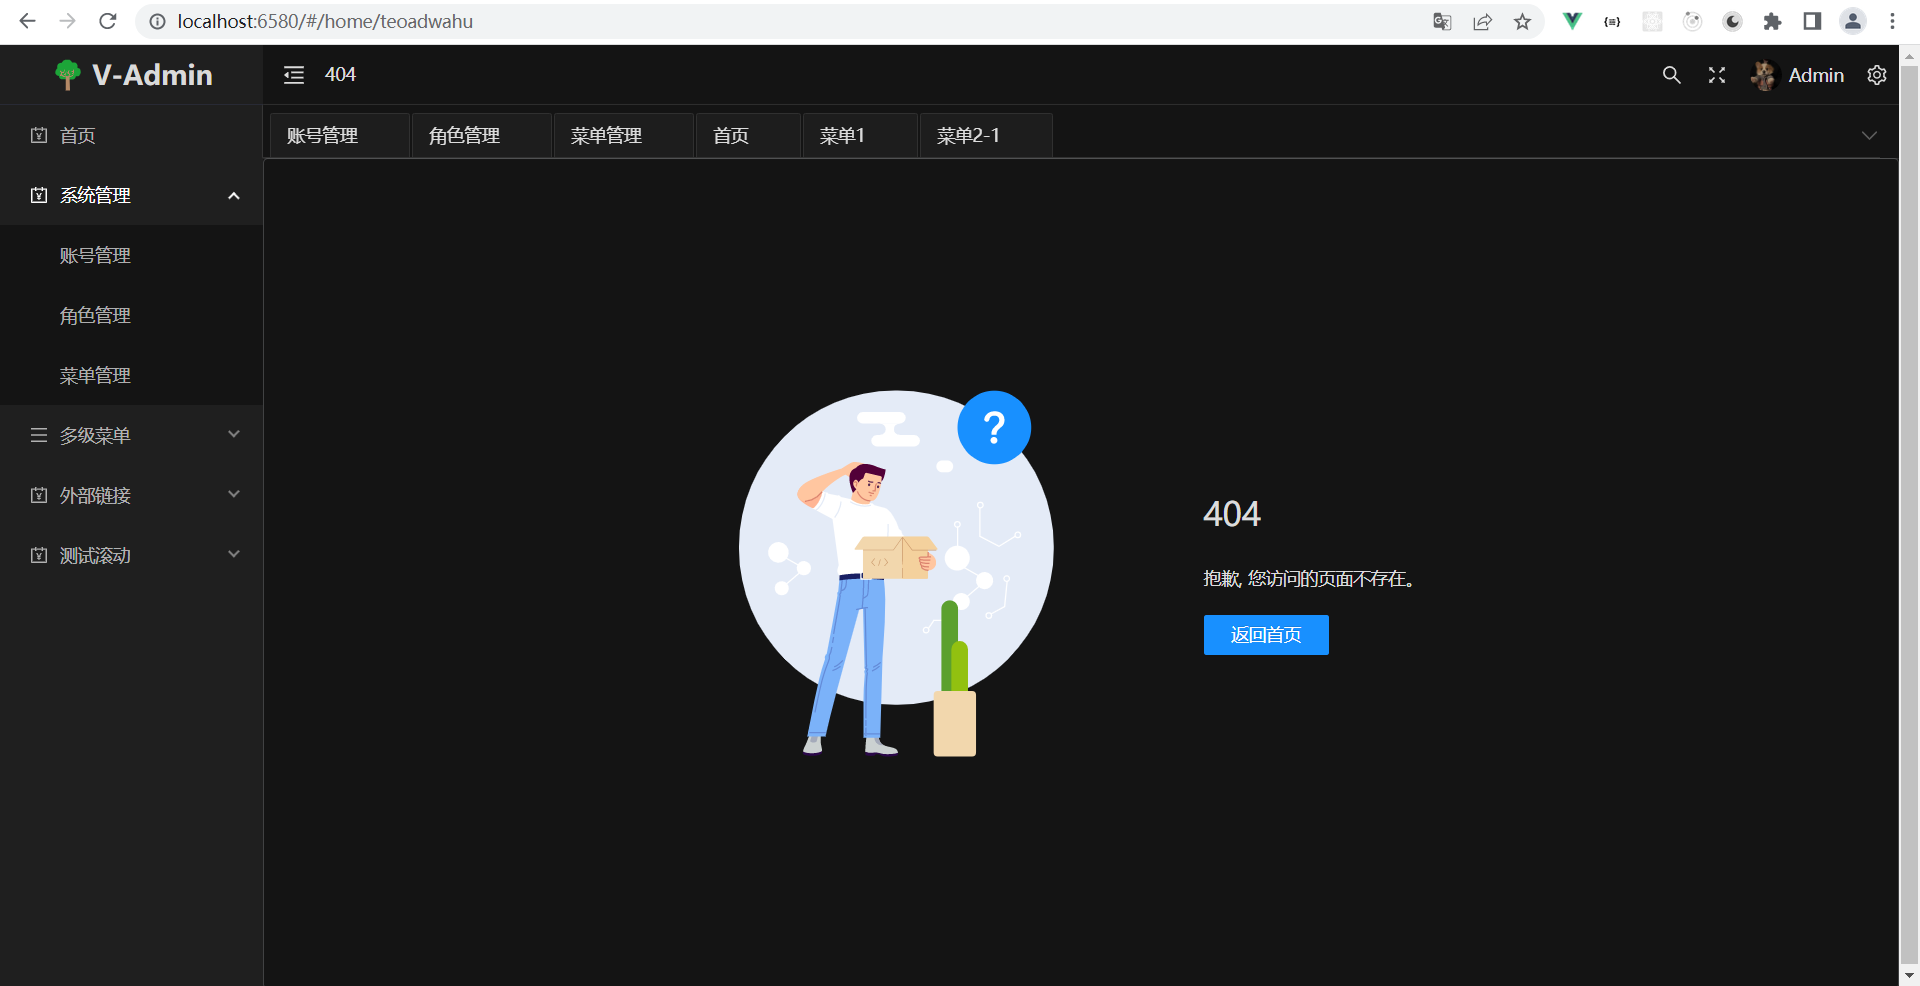 localhost:6580/#/home/teoadwahu
V-Admin
404
Admin
账号管理
角色管理
菜单管理
首页
菜单1
菜单2-1
首页
系统管理
账号管理
角色管理
菜单管理
多级菜单
外部链接
测试滚动
?
</>
404
抱歉, 您访问的页面不存在。
返回首页